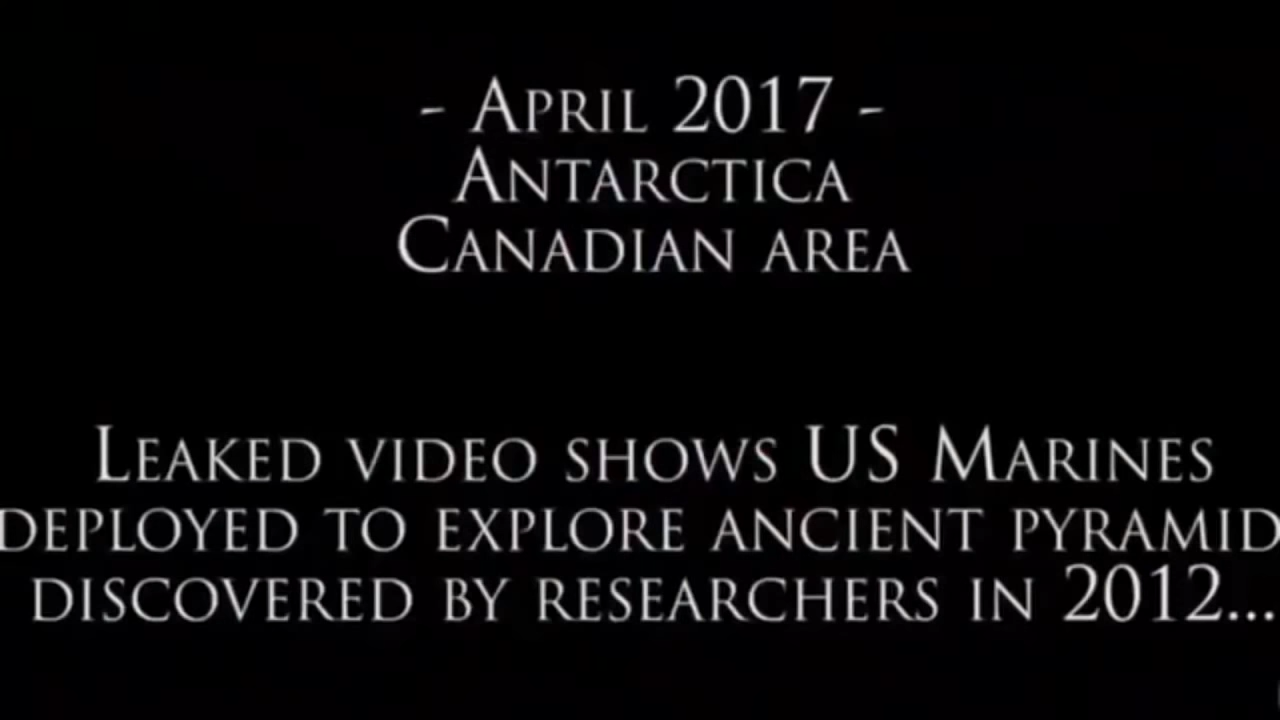 - April 2017 -
Antarctica
Canadian area
Leaked video shows US Marines
deployed to explore ancient pyramid
discovered by researchers in 2012...